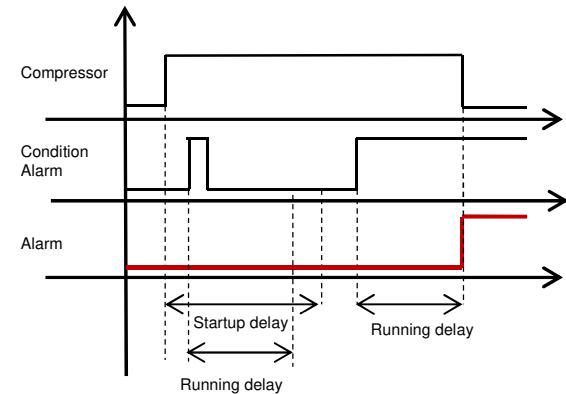 Compressor
Condition
Alarm
Alarm
Startup delay
Running delay
Running delay